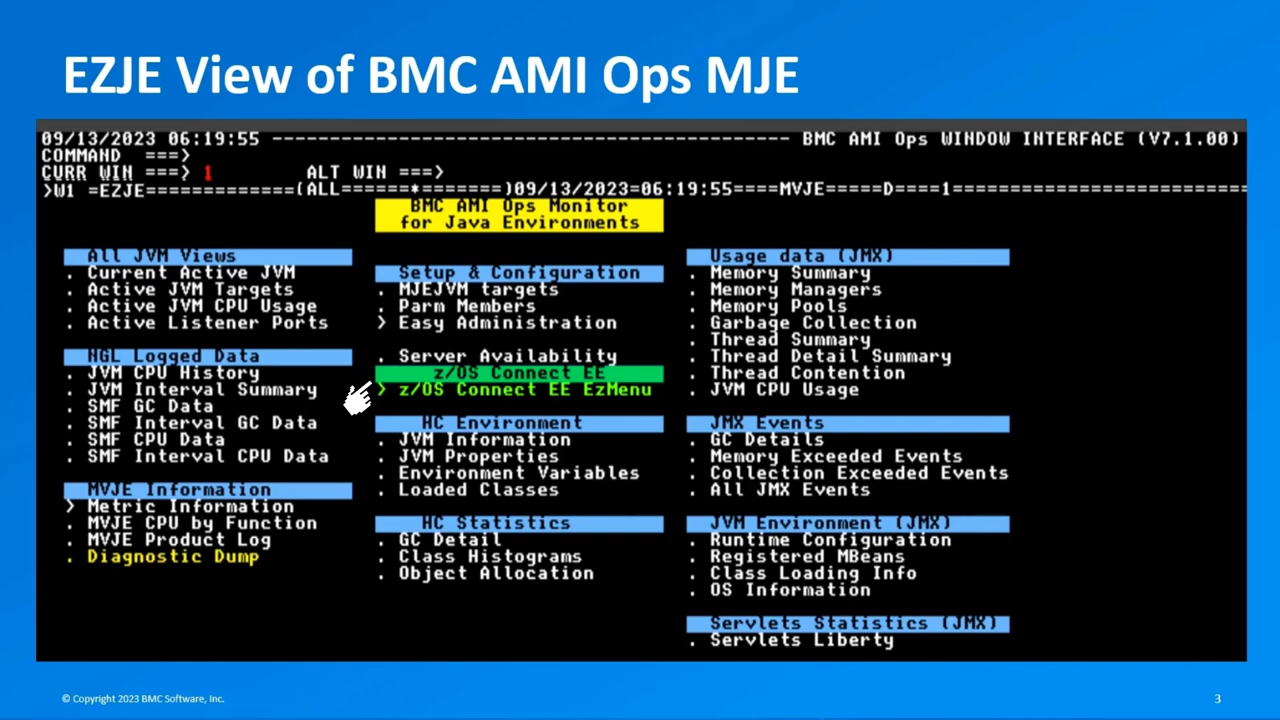 EZJE View of BMC AMI Ops MJE
09/13/2023 06:19:55 ------------------------------------------- BMC AMI Ops WINDOW INTERFACE (V7.1.00)
COMMAND ===>
CURR WIN ===> 1 ALT WIN ===>
>W1 =EZJE=============(ALL======*=======)09/13/2023=06:19:55====MVJE=====D====1==========================
BMC AMI Ops Monitor
for Java Environments
All JVM Views
. Current Active JVM
. Active JVM Targets
. Active JVM CPU Usage
. Active Listener Ports
NGL Logged Data
. JVM CPU History
. JVM Interval Summary
. SMF GC Data
. SMF Interval GC Data
. SMF CPU Data
. SMF Interval CPU Data
MVJE Information
> Metric Information
. MVJE CPU by Function
. MVJE Product Log
. Diagnostic Dump
Setup & Configuration
. MJEJVM targets
. Parm Members
> Easy Administration
. Server Availability
z/OS Connect EE
> z/OS Connect EE EzMenu
HC Environment
. JVM Information
. JVM Properties
. Environment Variables
. Loaded Classes
HC Statistics
. GC Detail
. Class Histograms
. Object Allocation
Usage data (JMX)
. Memory Summary
. Memory Managers
. Memory Pools
. Garbage Collection
. Thread Summary
. Thread Detail Summary
. Thread Contention
. JVM CPU Usage
JMX Events
. GC Details
. Memory Exceeded Events
. Collection Exceeded Events
. All JMX Events
JVM Environment (JMX)
. Runtime Configuration
. Registered MBeans
. Class Loading Info
. OS Information
Servlets Statistics (JMX)
. Servlets Liberty
© Copyright 2023 BMC Software, Inc.
3